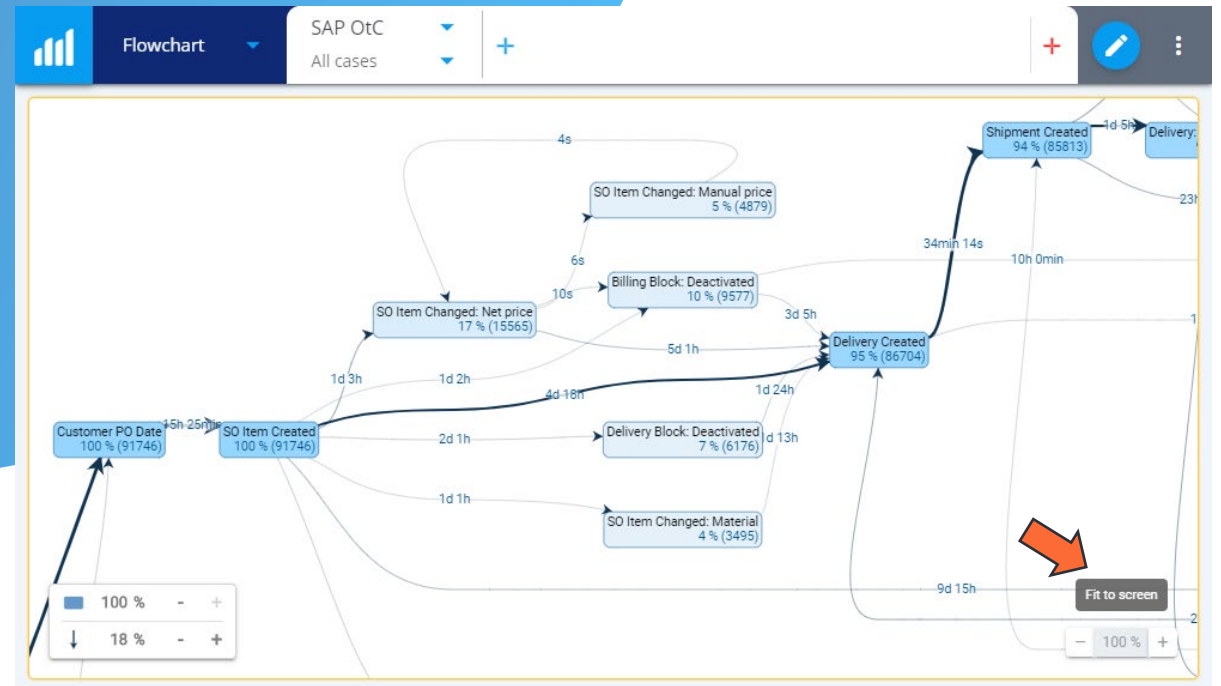 Flowchart
SAP OtC
All cases
+
+
4s
Shipment Created
94 % (85813)
1d 5h
Delivery:
SO Item Changed: Manual price
5 % (4879)
23h
34min 14s
6s
10h 0min
Billing Block: Deactivated
10 % (9577)
10s
SO Item Changed: Net price
17 % (15565)
3d 5h
1
Delivery Created
95 % (86704)
5d 1h
1d 3h
1d 2h
4d 18h
1d 24h
Customer PO Date
100 % (91746)
15h 25min
SO Item Created
100 % (91746)
2d 1h
Delivery Block: Deactivated
7 % (6176)
1d 13h
1d 1h
SO Item Changed: Material
4 % (3495)
9d 15h
Fit to screen
100 % - +
2
18 % - +
− 100 % +